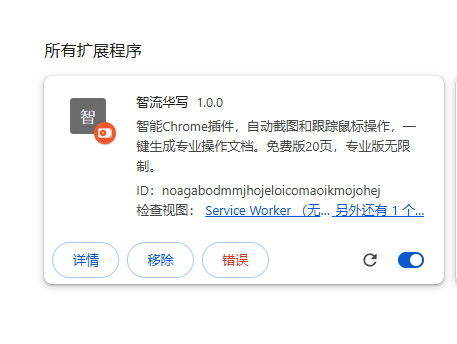 所有扩展程序
智
智流华写 1.0.0
智能Chrome插件，自动截图和跟踪鼠标操作，一
键生成专业操作文档。免费版20页，专业版无限
制。
ID：noagabodmmjhojeloicomaoikmojohej
检查视图： Service Worker （无... 另外还有 1 个...
详情 移除 错误